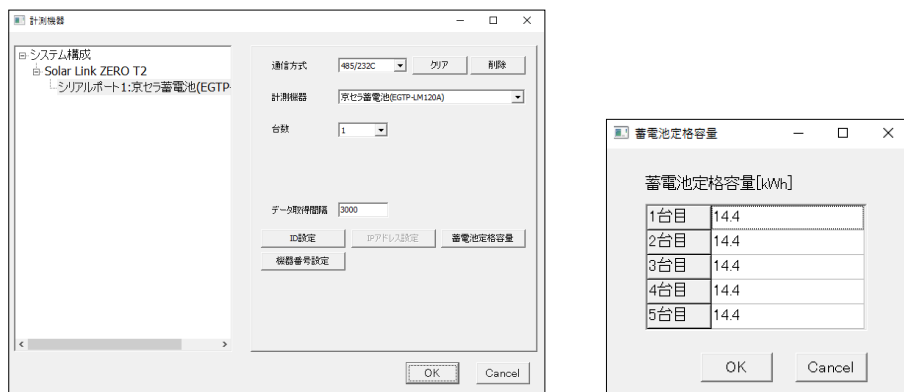 計測機器
システム構成
Solar Link ZERO T2
シリアルポート1:京セラ蓄電池(EGTP-
通信方式 485/232C クリア 削除
計測機器 京セラ蓄電池(EGTP-LM120A)
台数 1
データ取得間隔 3000
ID設定 IPアドレス設定 蓄電池定格容量
機器番号設定
OK Cancel
蓄電池定格容量
蓄電池定格容量[kWh]
1台目 14.4
2台目 14.4
3台目 14.4
4台目 14.4
5台目 14.4
OK Cancel